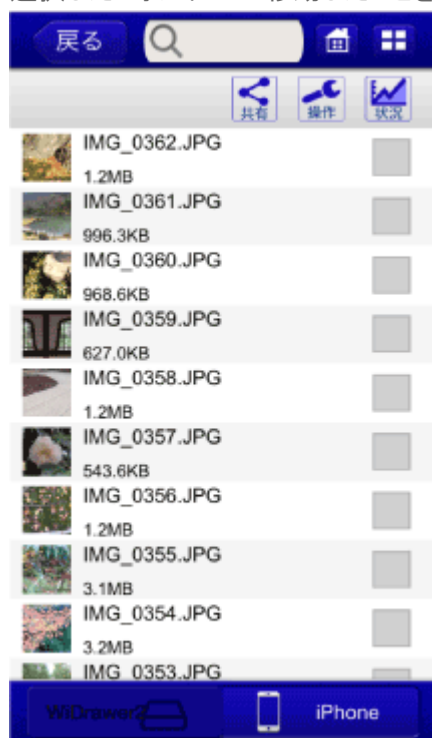 戻る
共有 操作 状況
IMG_0362.JPG
1.2MB
IMG_0361.JPG
996.3KB
IMG_0360.JPG
968.6KB
IMG_0359.JPG
627.0KB
IMG_0358.JPG
1.2MB
IMG_0357.JPG
543.6KB
IMG_0356.JPG
1.2MB
IMG_0355.JPG
3.1MB
IMG_0354.JPG
3.2MB
IMG_0353.JPG
WiDrawer2 iPhone